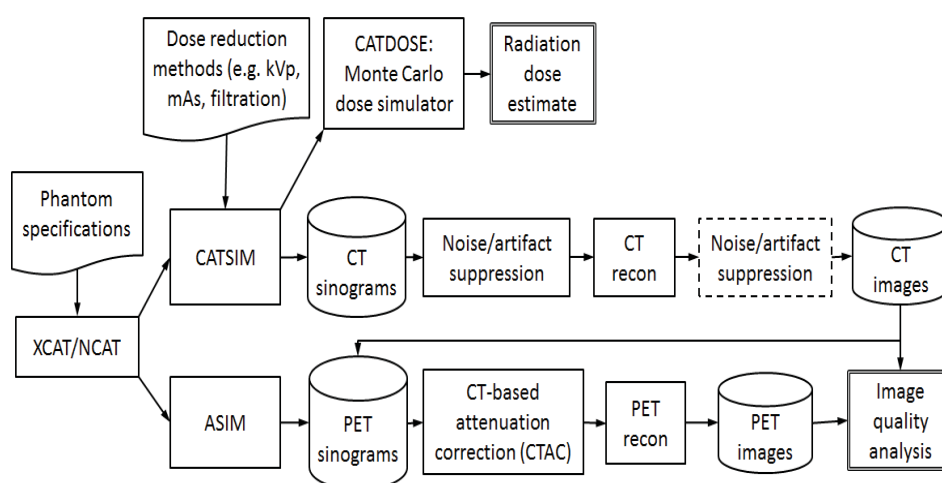 Dose reduction
methods (e.g. kVp,
mAs, filtration)
CATDOSE:
Monte Carlo
dose simulator
Radiation
dose
estimate
Phantom
specifications
CATSIM
CT
sinograms
Noise/artifact
suppression
CT
recon
Noise/artifact
suppression
CT
images
XCAT/NCAT
ASIM
PET
sinograms
CT-based
attenuation
correction (CTAC)
PET
recon
PET
images
Image
quality
analysis